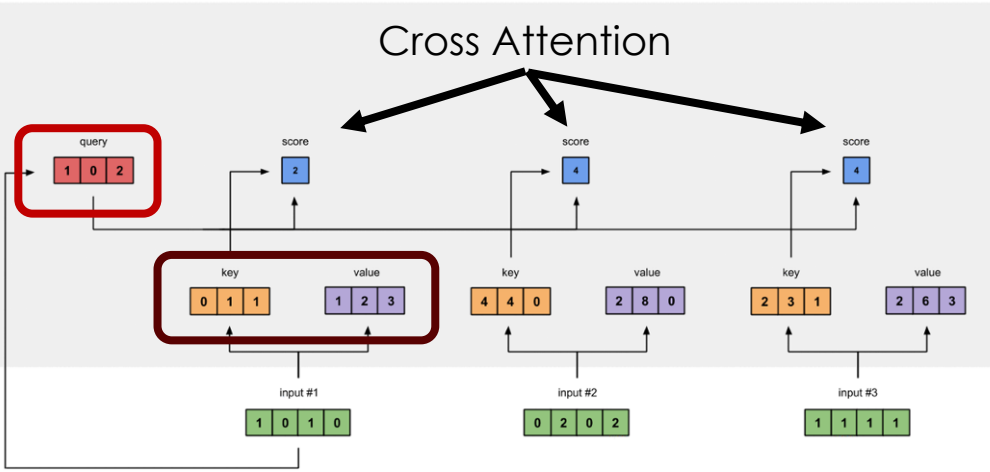 Cross Attention
query
score
score
score
1 0 2
2
4
4
key
value
key
value
key
value
0 1 1
1 2 3
4 4 0
2 8 0
2 3 1
2 6 3
input #1
input #2
input #3
1 0 1 0
0 2 0 2
1 1 1 1